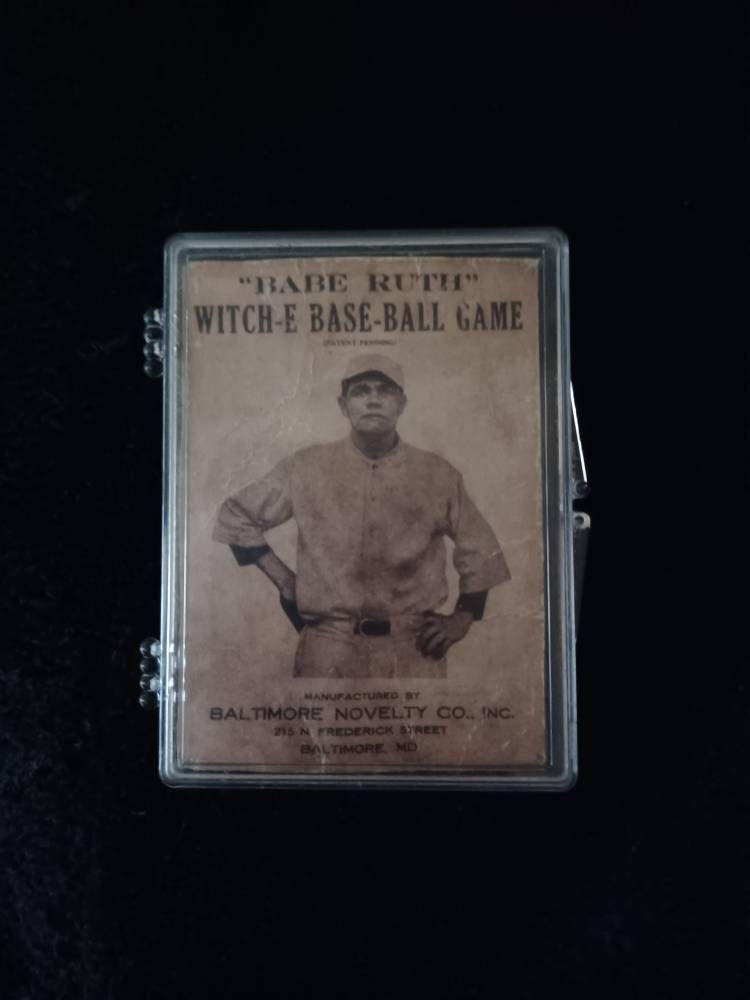 "BABE RUTH"
WITCH-E BASE-BALL GAME
(PATENT PENDING)
MANUFACTURED BY
BALTIMORE NOVELTY CO., INC.
215 N. FREDERICK STREET
BALTIMORE, MD.